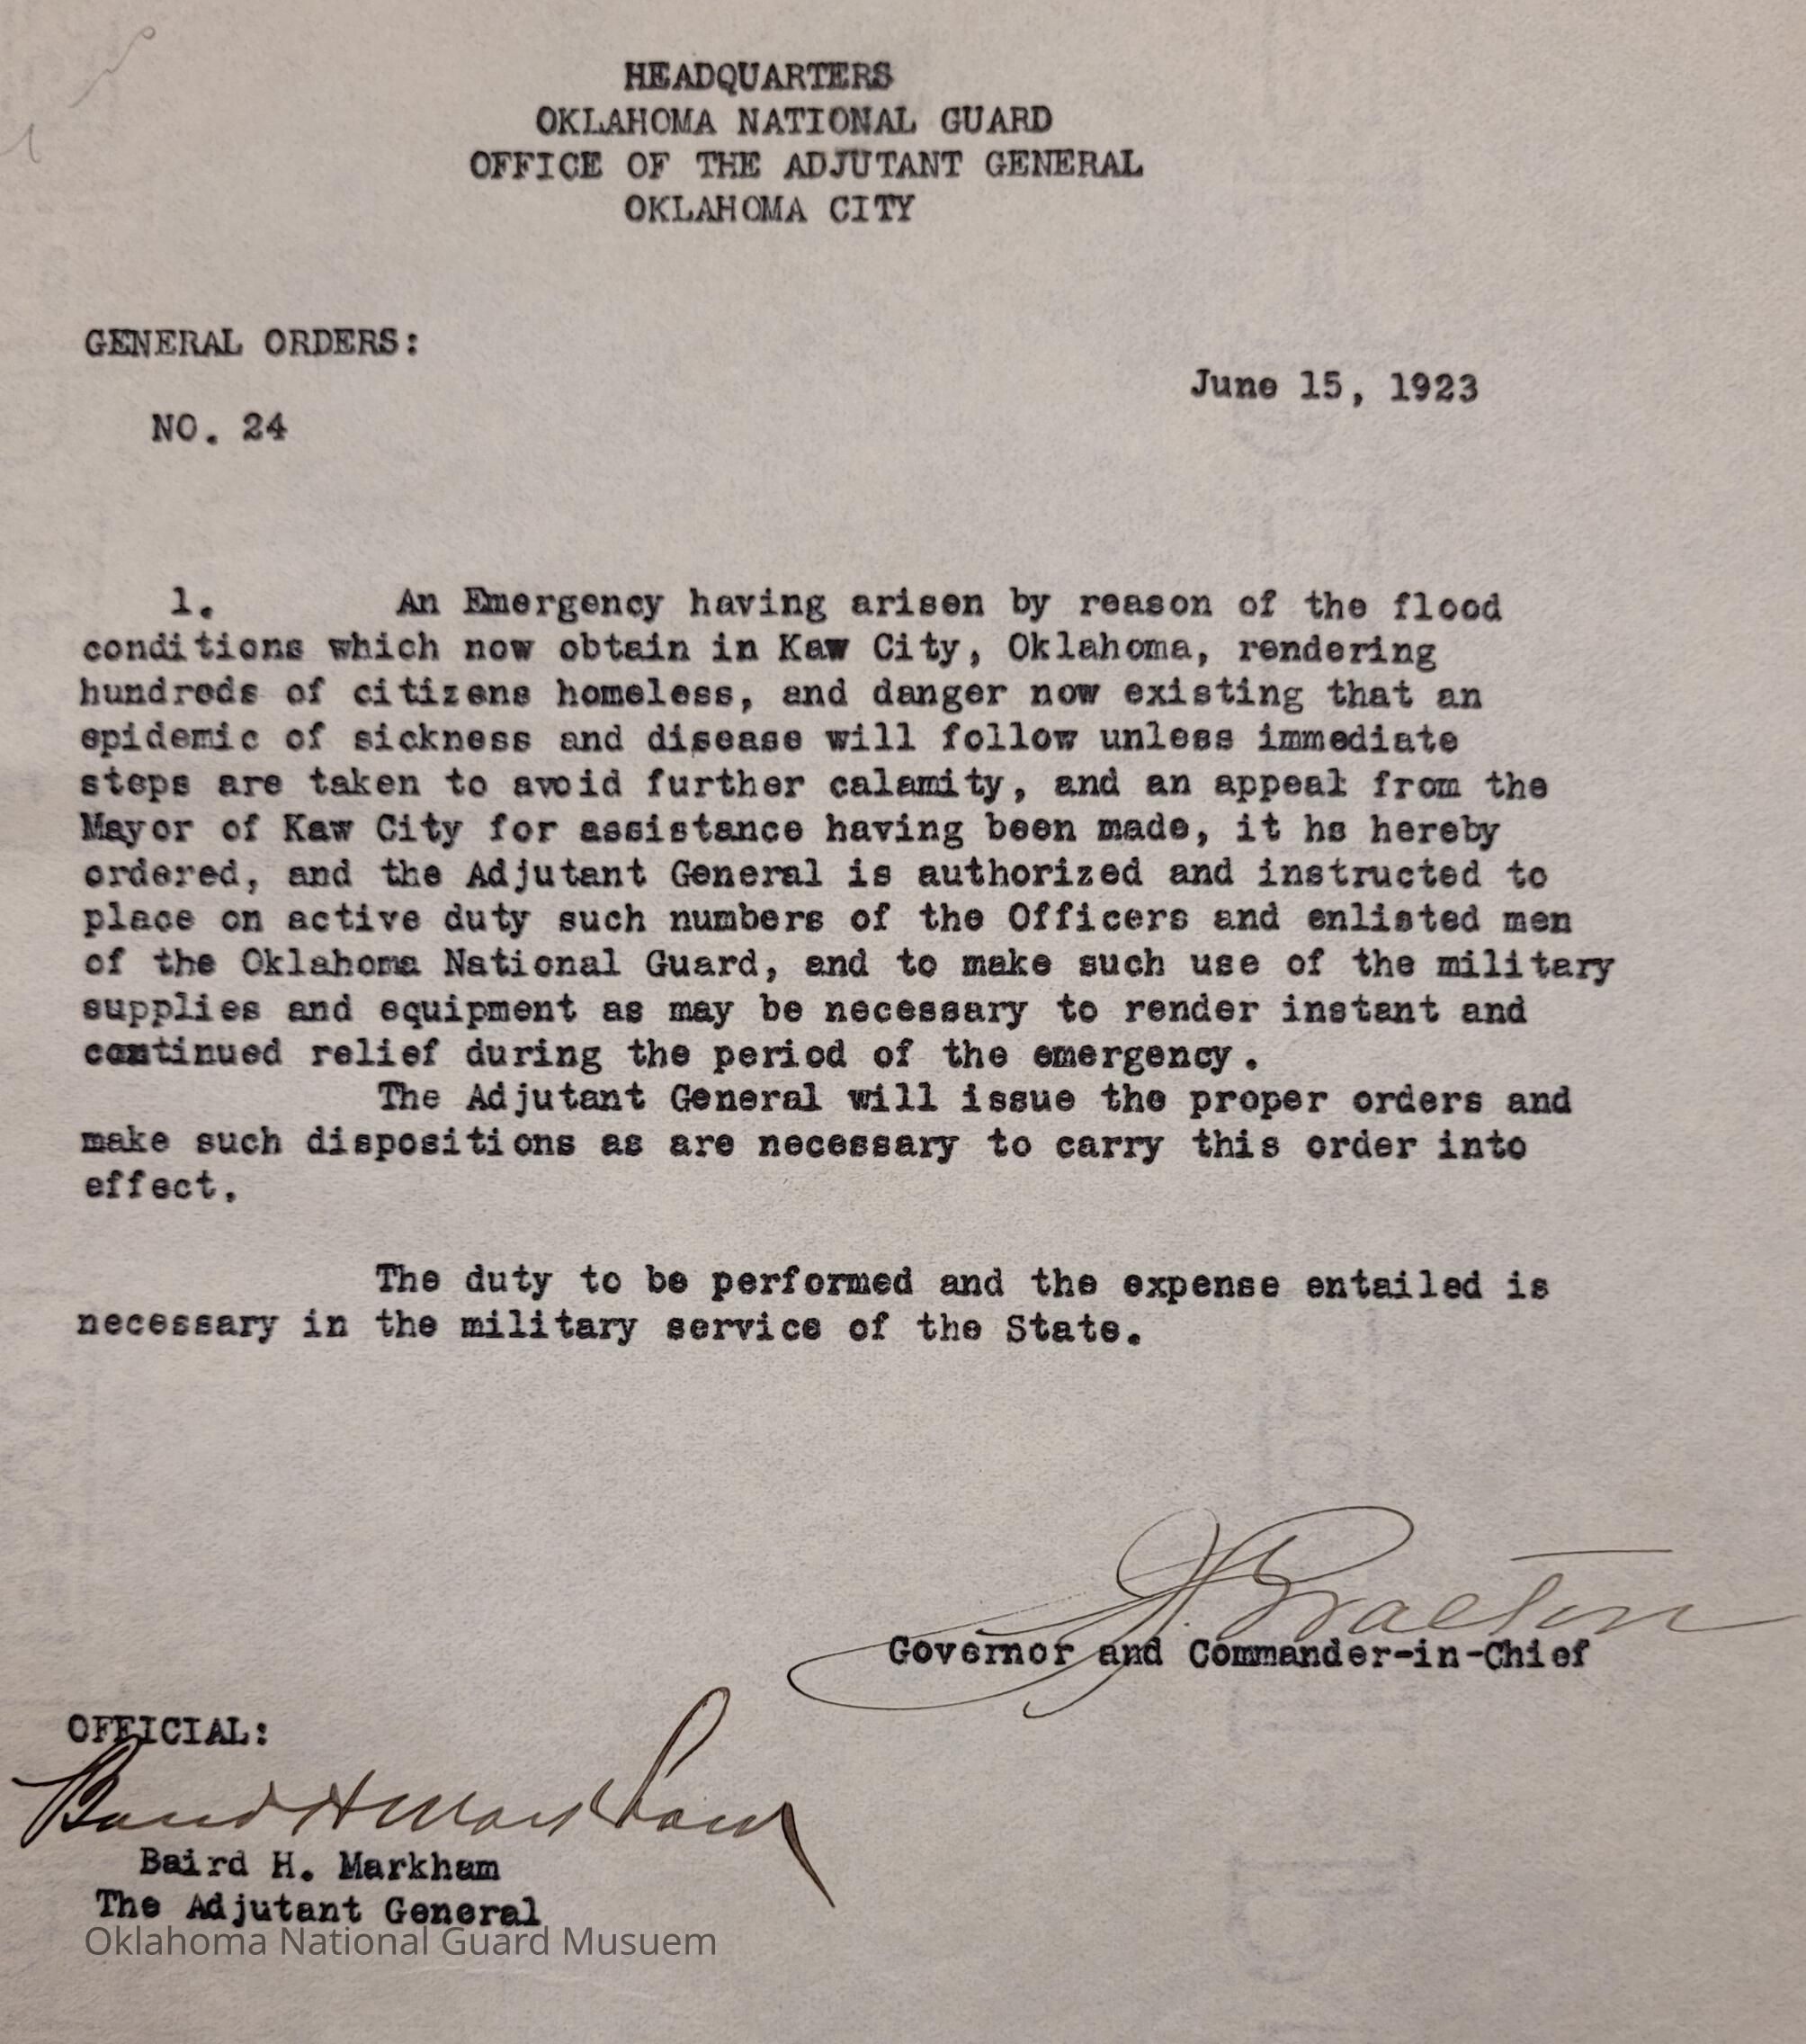 HEADQUARTERS
OKLAHOMA NATIONAL GUARD
OFFICE OF THE ADJUTANT GENERAL
OKLAHOMA CITY
GENERAL ORDERS:
June 15, 1923
NO. 24
1. An Emergency having arisen by reason of the flood
conditions which now obtain in Kaw City, Oklahoma, rendering
hundreds of citizens homeless, and danger now existing that an
epidemic of sickness and disease will follow unless immediate
steps are taken to avoid further calamity, and an appeal from the
Mayor of Kaw City for assistance having been made, it hs hereby
ordered, and the Adjutant General is authorized and instructed to
place on active duty such numbers of the Officers and enlisted men
of the Oklahoma National Guard, and to make such use of the military
supplies and equipment as may be necessary to render instant and
continued relief during the period of the emergency.
The Adjutant General will issue the proper orders and
make such dispositions as are necessary to carry this order into
effect.
The duty to be performed and the expense entailed is
necessary in the military service of the State.
Governor and Commander-in-Chief
OFFICIAL:
Baird H Markham
Baird H. Markham
The Adjutant General
Oklahoma National Guard Musuem